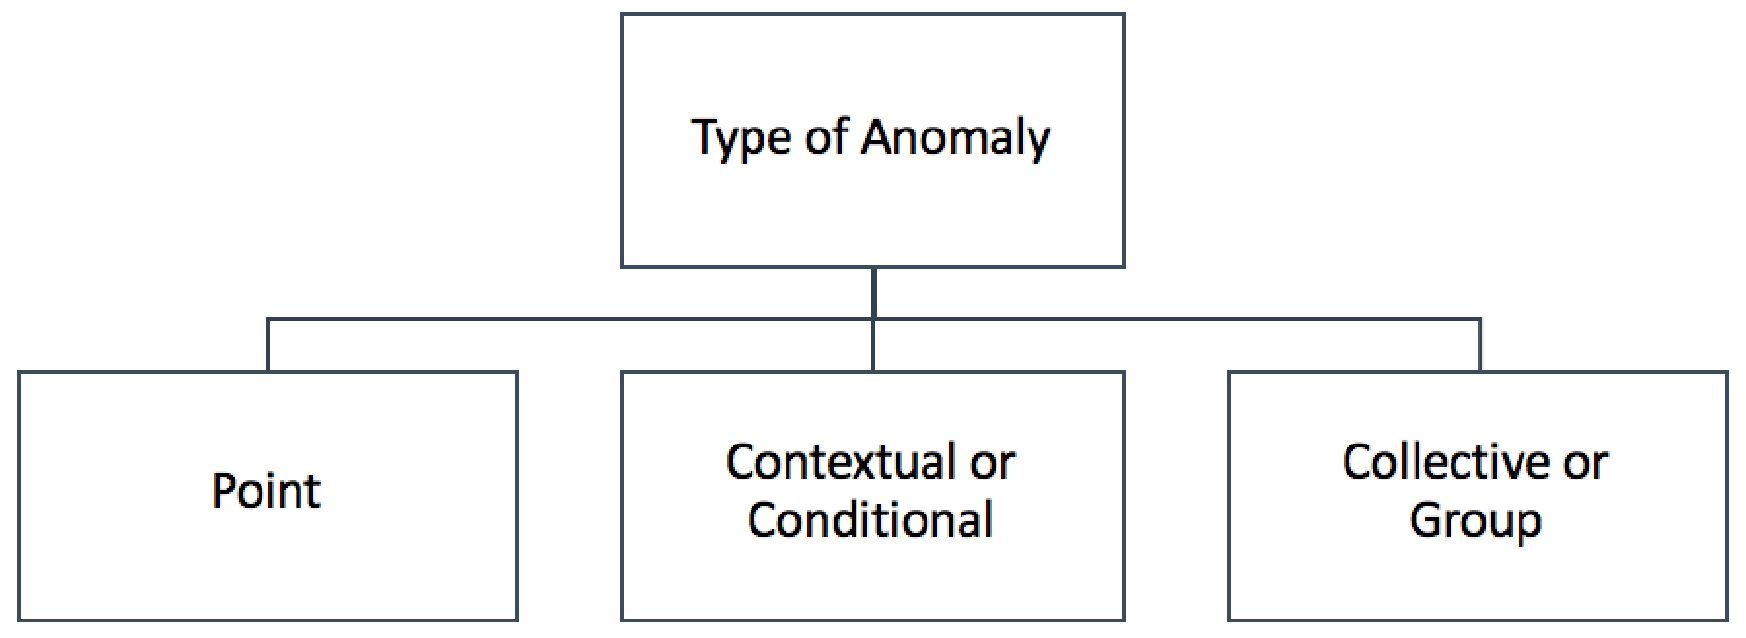 Type of Anomaly
Point
Contextual or
Conditional
Collective or
Group